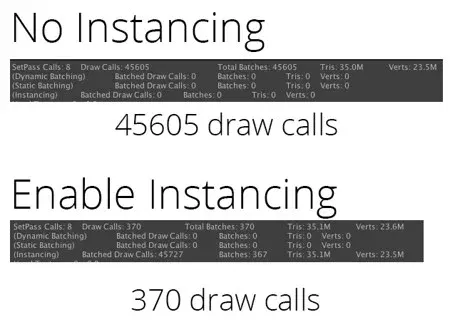 No Instancing
SetPass Calls: 8 Draw Calls: 45605 Total Batches: 45605 Tris: 35.0M Verts: 23.5M
(Dynamic Batching) Batched Draw Calls: 0 Batches: 0 Tris: 0 Verts: 0
(Static Batching) Batched Draw Calls: 0 Batches: 0 Tris: 0 Verts: 0
(Instancing) Batched Draw Calls: 0 Batches: 0 Tris: 0 Verts: 0
45605 draw calls
Enable Instancing
SetPass Calls: 8 Draw Calls: 370 Total Batches: 370 Tris: 35.1M Verts: 23.6M
(Dynamic Batching) Batched Draw Calls: 0 Batches: 0 Tris: 0 Verts: 0
(Static Batching) Batched Draw Calls: 0 Batches: 0 Tris: 0 Verts: 0
(Instancing) Batched Draw Calls: 45727 Batches: 367 Tris: 35.1M Verts: 23.5M
370 draw calls